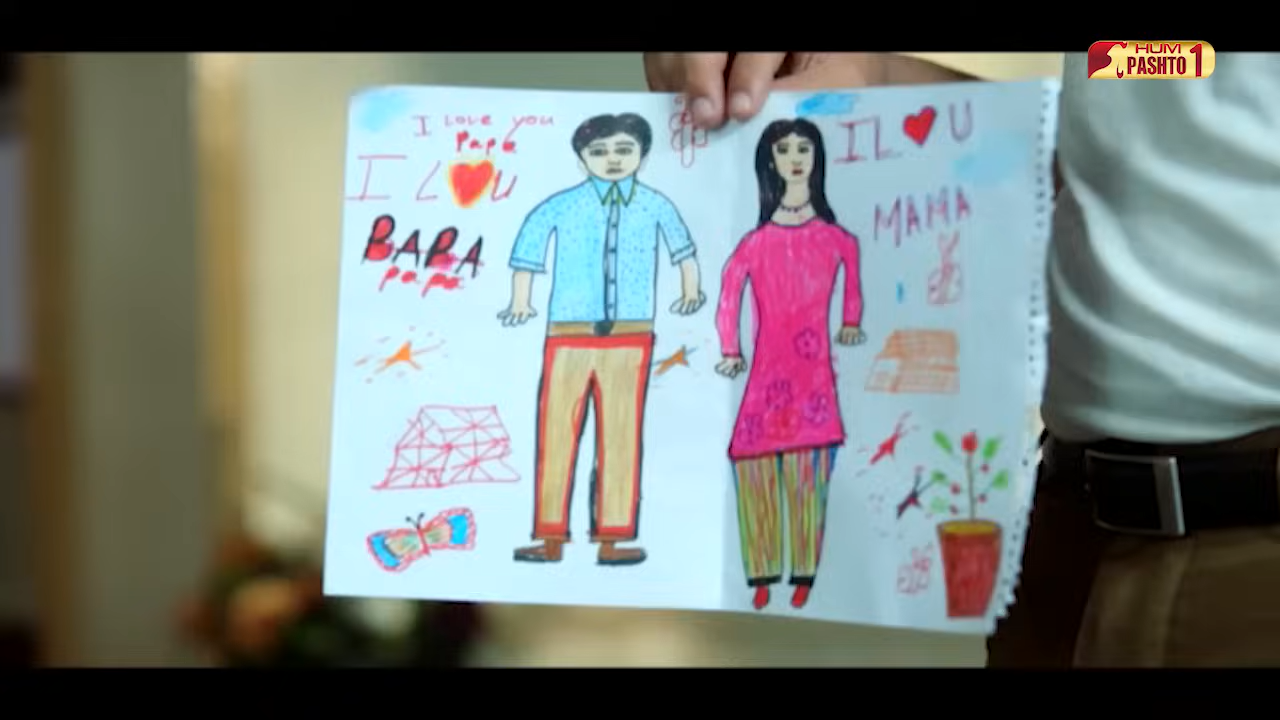 HUM
PASHTO 1
I love you
papa
I L ❤ U
BABA
papa
I L ❤ U
MAMA